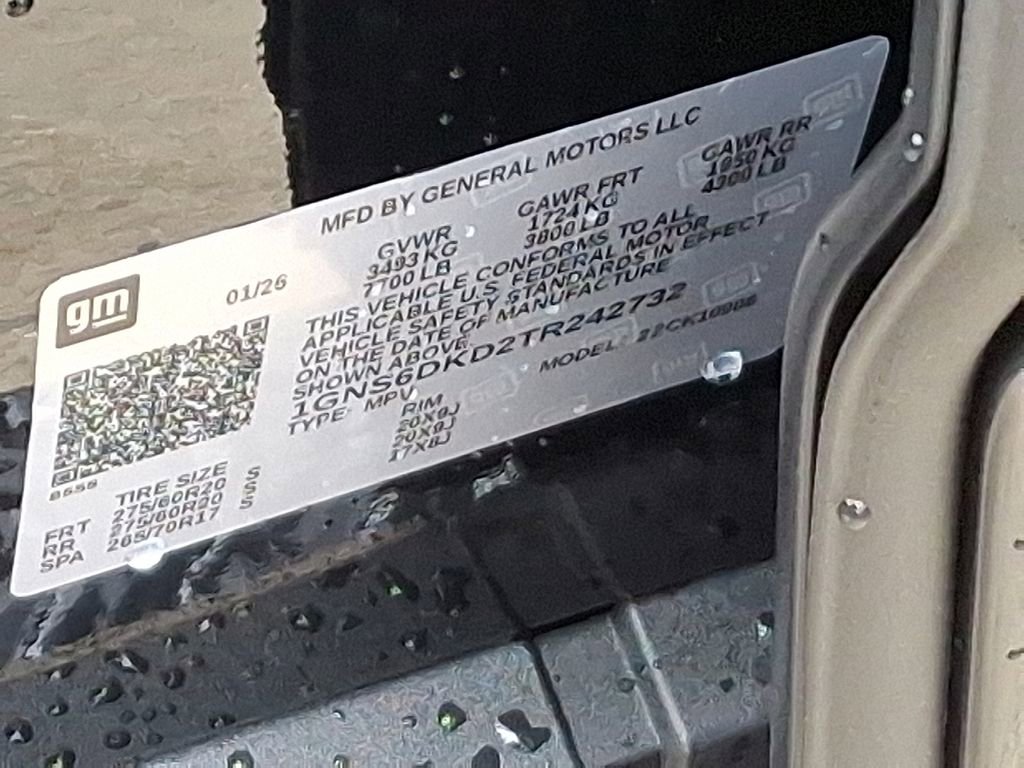 MFD BY GENERAL MOTORS LLC
gm
01/26
GVWR GAWR FRT GAWR RR
3493 KG 1724 KG 1950 KG
7700 LB 3800 LB 4300 LB
THIS VEHICLE CONFORMS TO ALL
APPLICABLE U.S. FEDERAL MOTOR
VEHICLE SAFETY STANDARDS IN EFFECT
ON THE DATE OF MANUFACTURE
SHOWN ABOVE.
1GNS6DKD2TR242732
TYPE: MPV MODEL:
TIRE SIZE RIM
FRT 275/60R20 S 20X9J
RR 275/60R20 S 20X9J
SPA 265/70R17 S 17X8J